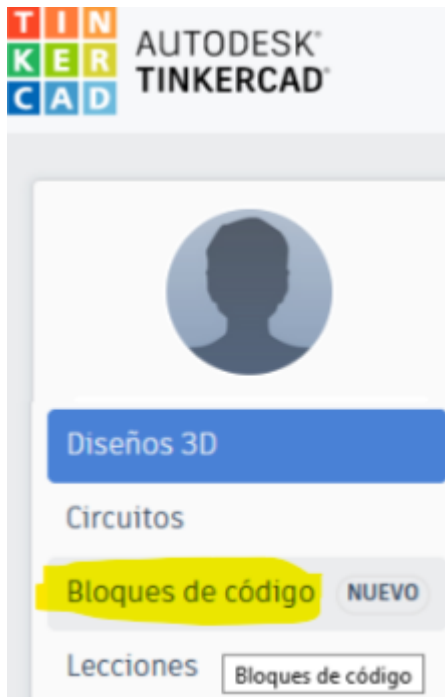 TIN
KER
CAD
AUTODESK®
TINKERCAD®
Diseños 3D
Circuitos
Bloques de código NUEVO
Lecciones
Bloques de código